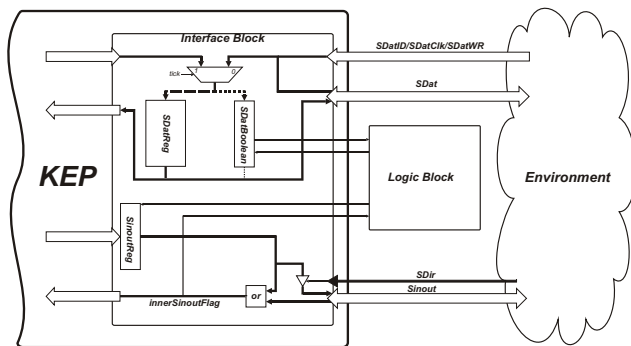 Interface Block
SDatID/SDatClk/SDatWR
tick
1
0
SDat
SDatReg
SDatBoolean
KEP
Logic Block
Environment
SinoutReg
SDir
Sinout
or
innerSinoutFlag